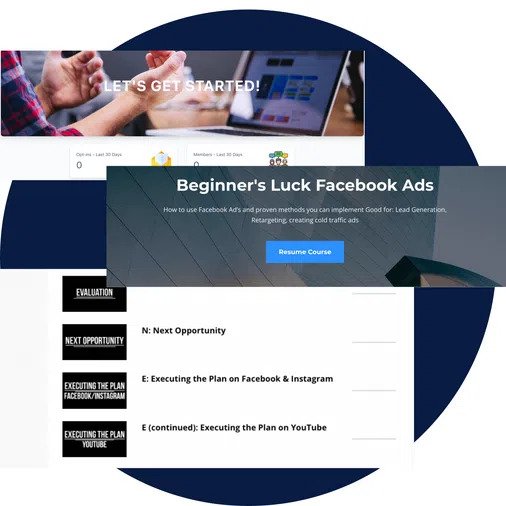 LET'S GET STARTED!
Opt-ins - Last 30 Days
0
Members - Last 30 Days
0
Beginner's Luck Facebook Ads
How to use Facebook Ad's and proven methods you can implement Good for: Lead Generation,
Retargeting, creating cold traffic ads
Resume Course
EVALUATION
NEXT OPPORTUNITY
N: Next Opportunity
EXECUTING THE PLAN
FACEBOOK/INSTAGRAM
E: Executing the Plan on Facebook & Instagram
EXECUTING THE PLAN
YOUTUBE
E (continued): Executing the Plan on YouTube